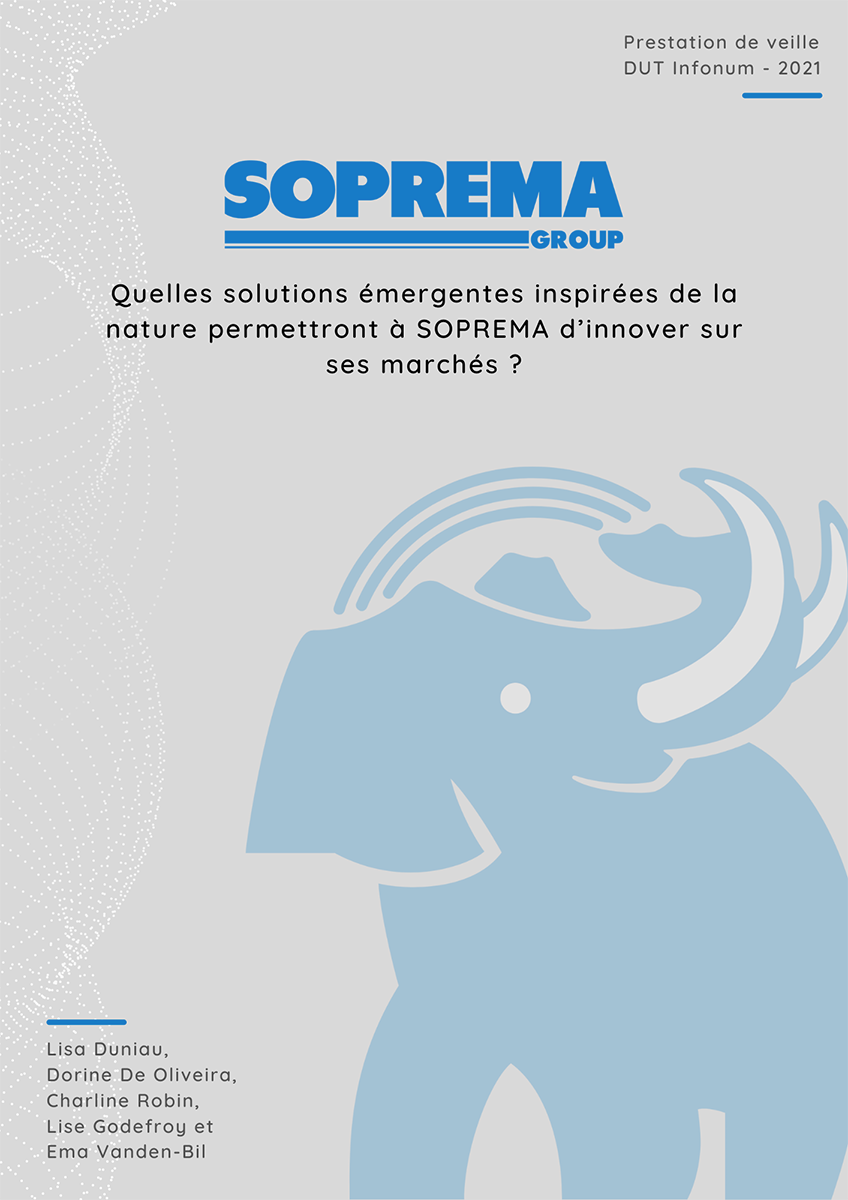 Prestation de veille
DUT Infonum - 2021
SOPREMA
GROUP
Quelles solutions émergentes inspirées de la
nature permettront à SOPREMA d’innover sur
ses marchés ?
Lisa Duniau,
Dorine De Oliveira,
Charline Robin,
Lise Godefroy et
Ema Vanden-Bil